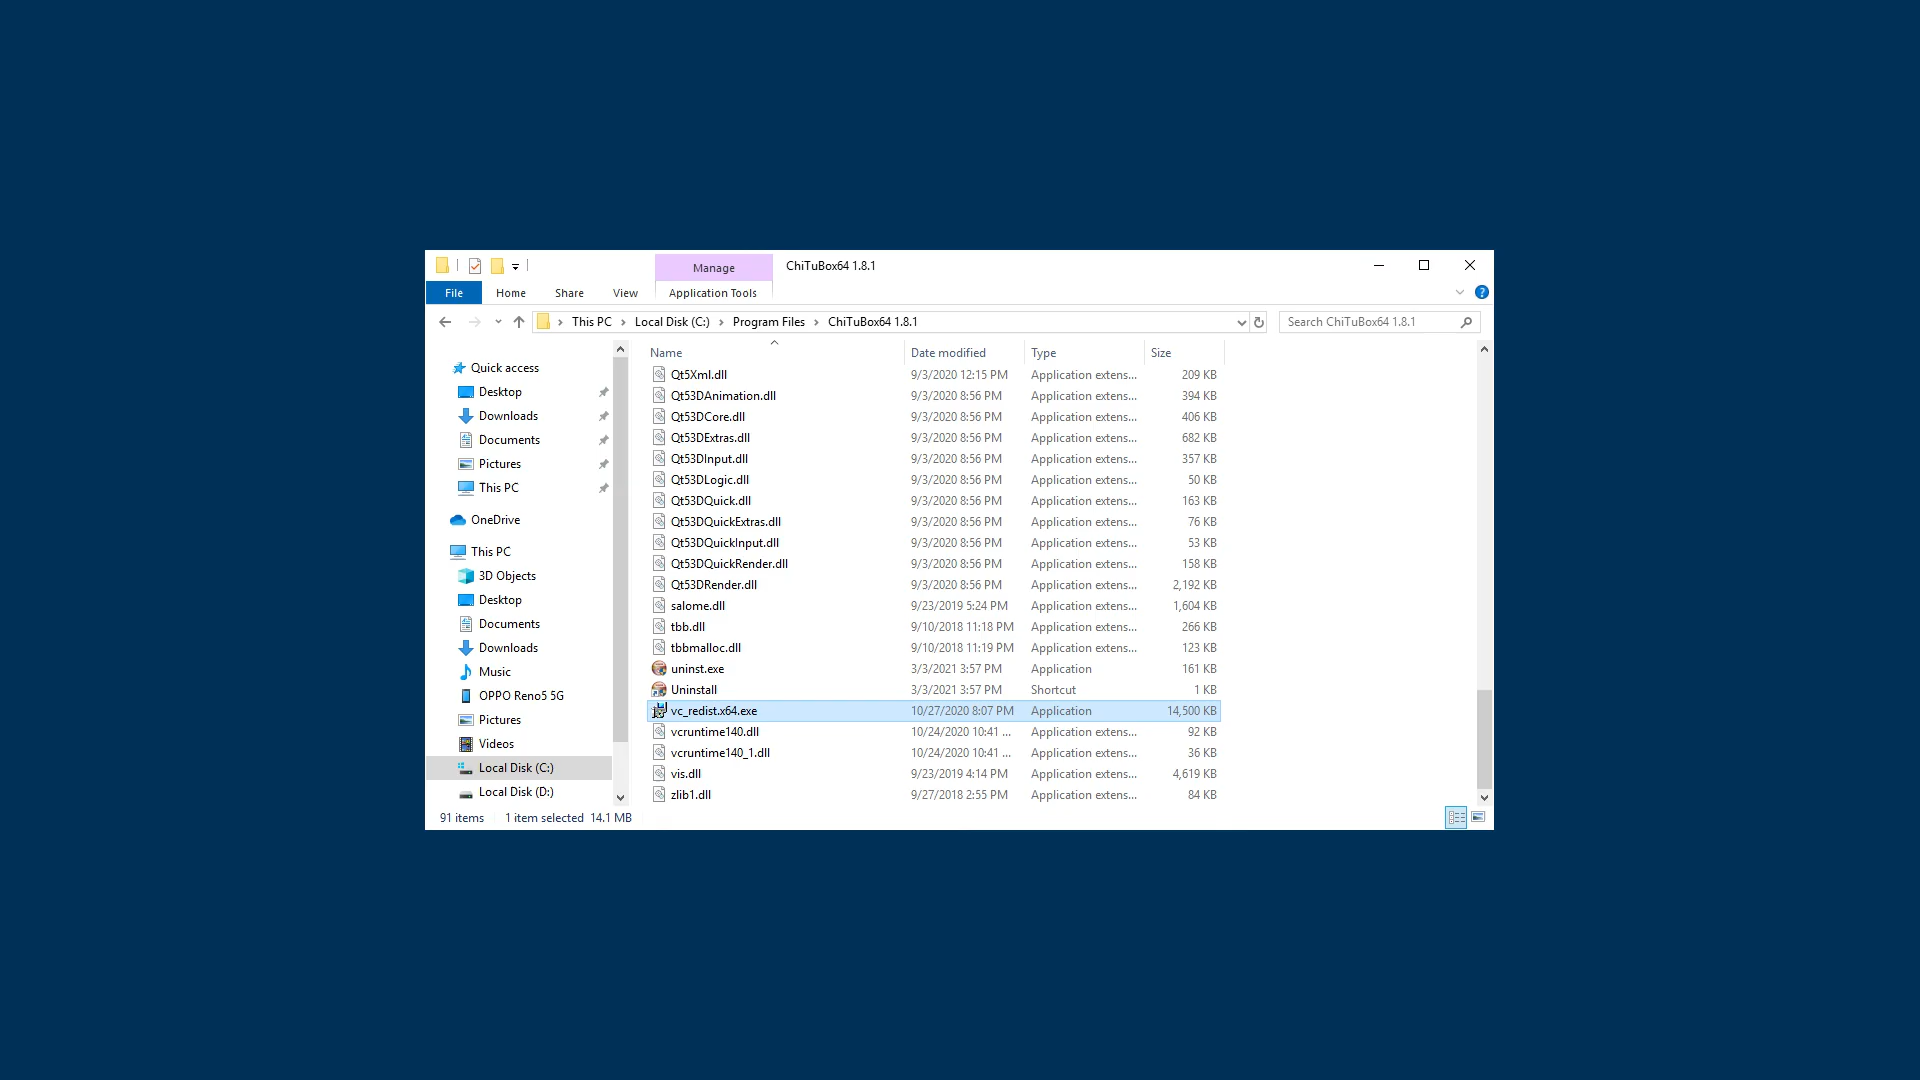 Manage
ChiTuBox64 1.8.1
File
Home
Share
View
Application Tools
This PC
Local Disk (C:)
Program Files
ChiTuBox64 1.8.1
Search ChiTuBox64 1.8.1
Quick access
Desktop
Downloads
Documents
Pictures
This PC
OneDrive
This PC
3D Objects
Desktop
Documents
Downloads
Music
OPPO Reno5 5G
Pictures
Videos
Local Disk (C:)
Local Disk (D:)
Name Date modified Type Size
Qt5Xml.dll 9/3/2020 12:15 PM Application extens... 209 KB
Qt53DAnimation.dll 9/3/2020 8:56 PM Application extens... 394 KB
Qt53DCore.dll 9/3/2020 8:56 PM Application extens... 406 KB
Qt53DExtras.dll 9/3/2020 8:56 PM Application extens... 682 KB
Qt53DInput.dll 9/3/2020 8:56 PM Application extens... 357 KB
Qt53DLogic.dll 9/3/2020 8:56 PM Application extens... 50 KB
Qt53DQuick.dll 9/3/2020 8:56 PM Application extens... 163 KB
Qt53DQuickExtras.dll 9/3/2020 8:56 PM Application extens... 76 KB
Qt53DQuickInput.dll 9/3/2020 8:56 PM Application extens... 53 KB
Qt53DQuickRender.dll 9/3/2020 8:56 PM Application extens... 158 KB
Qt53DRender.dll 9/3/2020 8:56 PM Application extens... 2,192 KB
salome.dll 9/23/2019 5:24 PM Application extens... 1,604 KB
tbb.dll 9/10/2018 11:18 PM Application extens... 266 KB
tbbmalloc.dll 9/10/2018 11:19 PM Application extens... 123 KB
uninst.exe 3/3/2021 3:57 PM Application 161 KB
Uninstall 3/3/2021 3:57 PM Shortcut 1 KB
vc_redist.x64.exe 10/27/2020 8:07 PM Application 14,500 KB
vcruntime140.dll 10/24/2020 10:41 ... Application extens... 92 KB
vcruntime140_1.dll 10/24/2020 10:41 ... Application extens... 36 KB
vis.dll 9/23/2019 4:14 PM Application extens... 4,619 KB
zlib1.dll 9/27/2018 2:55 PM Application extens... 84 KB
91 items 1 item selected 14.1 MB